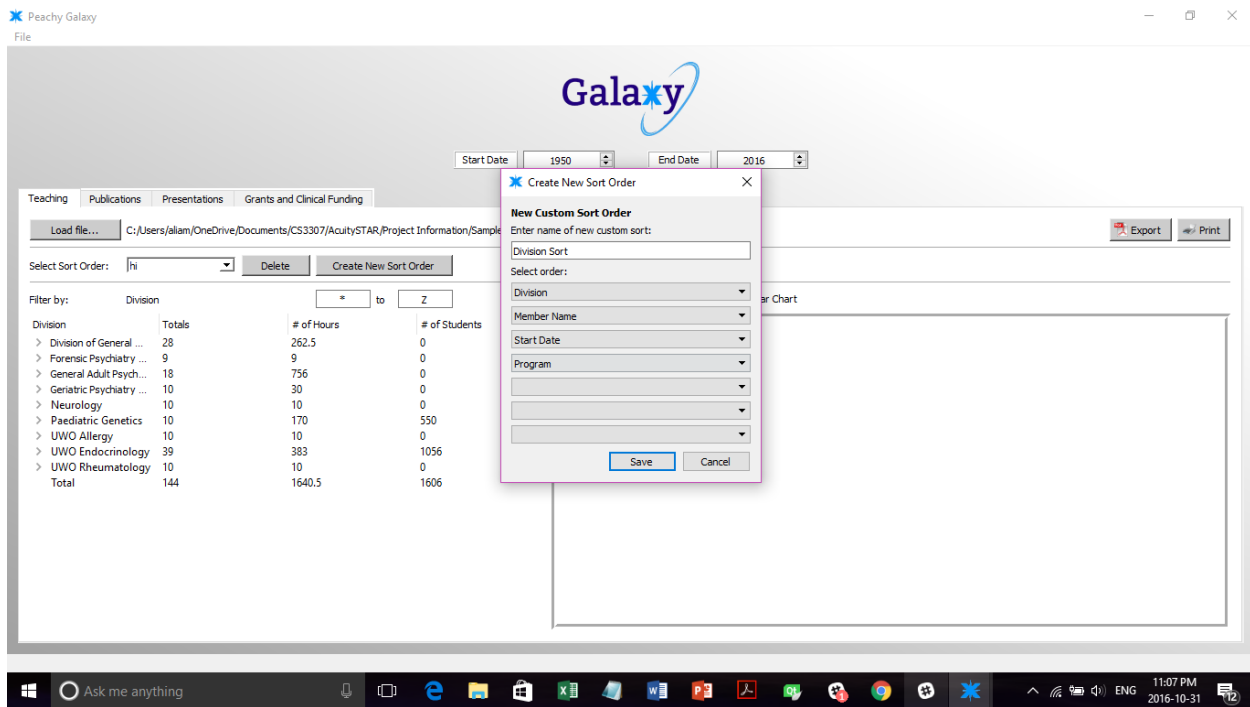 Peachy Galaxy
File
Galaxy
Start Date 1950 End Date 2016
Teaching Publications Presentations Grants and Clinical Funding
Load file... C:/Users/aliam/OneDrive/Documents/CS3307/AcuitySTAR/Project Information/Sample
Export Print
Select Sort Order: hi Delete Create New Sort Order
Filter by: Division * to Z
ar Chart
Division Totals # of Hours # of Students
Division of General ... 28 262.5 0
Forensic Psychiatry ... 9 9 0
General Adult Psych... 18 756 0
Geriatric Psychiatry ... 10 30 0
Neurology 10 10 0
Paediatric Genetics 10 170 550
UWO Allergy 10 10 0
UWO Endocrinology 39 383 1056
UWO Rheumatology 10 10 0
Total 144 1640.5 1606
Create New Sort Order
New Custom Sort Order
Enter name of new custom sort:
Division Sort
Select order:
Division
Member Name
Start Date
Program
Save Cancel
Ask me anything
ENG
11:07 PM
2016-10-31
12